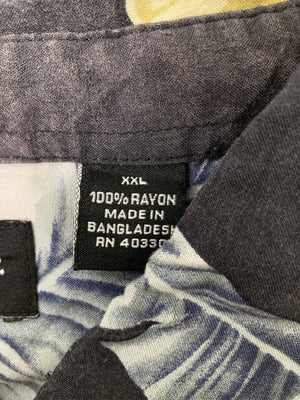 XXL
100% RAYON
MADE IN
BANGLADESH
RN 40330